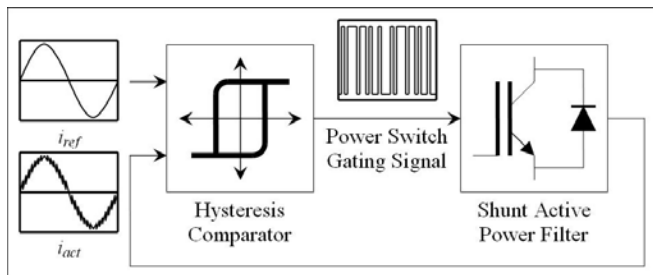 i_ref
i_act
Hysteresis
Comparator
Power Switch
Gating Signal
Shunt Active
Power Filter